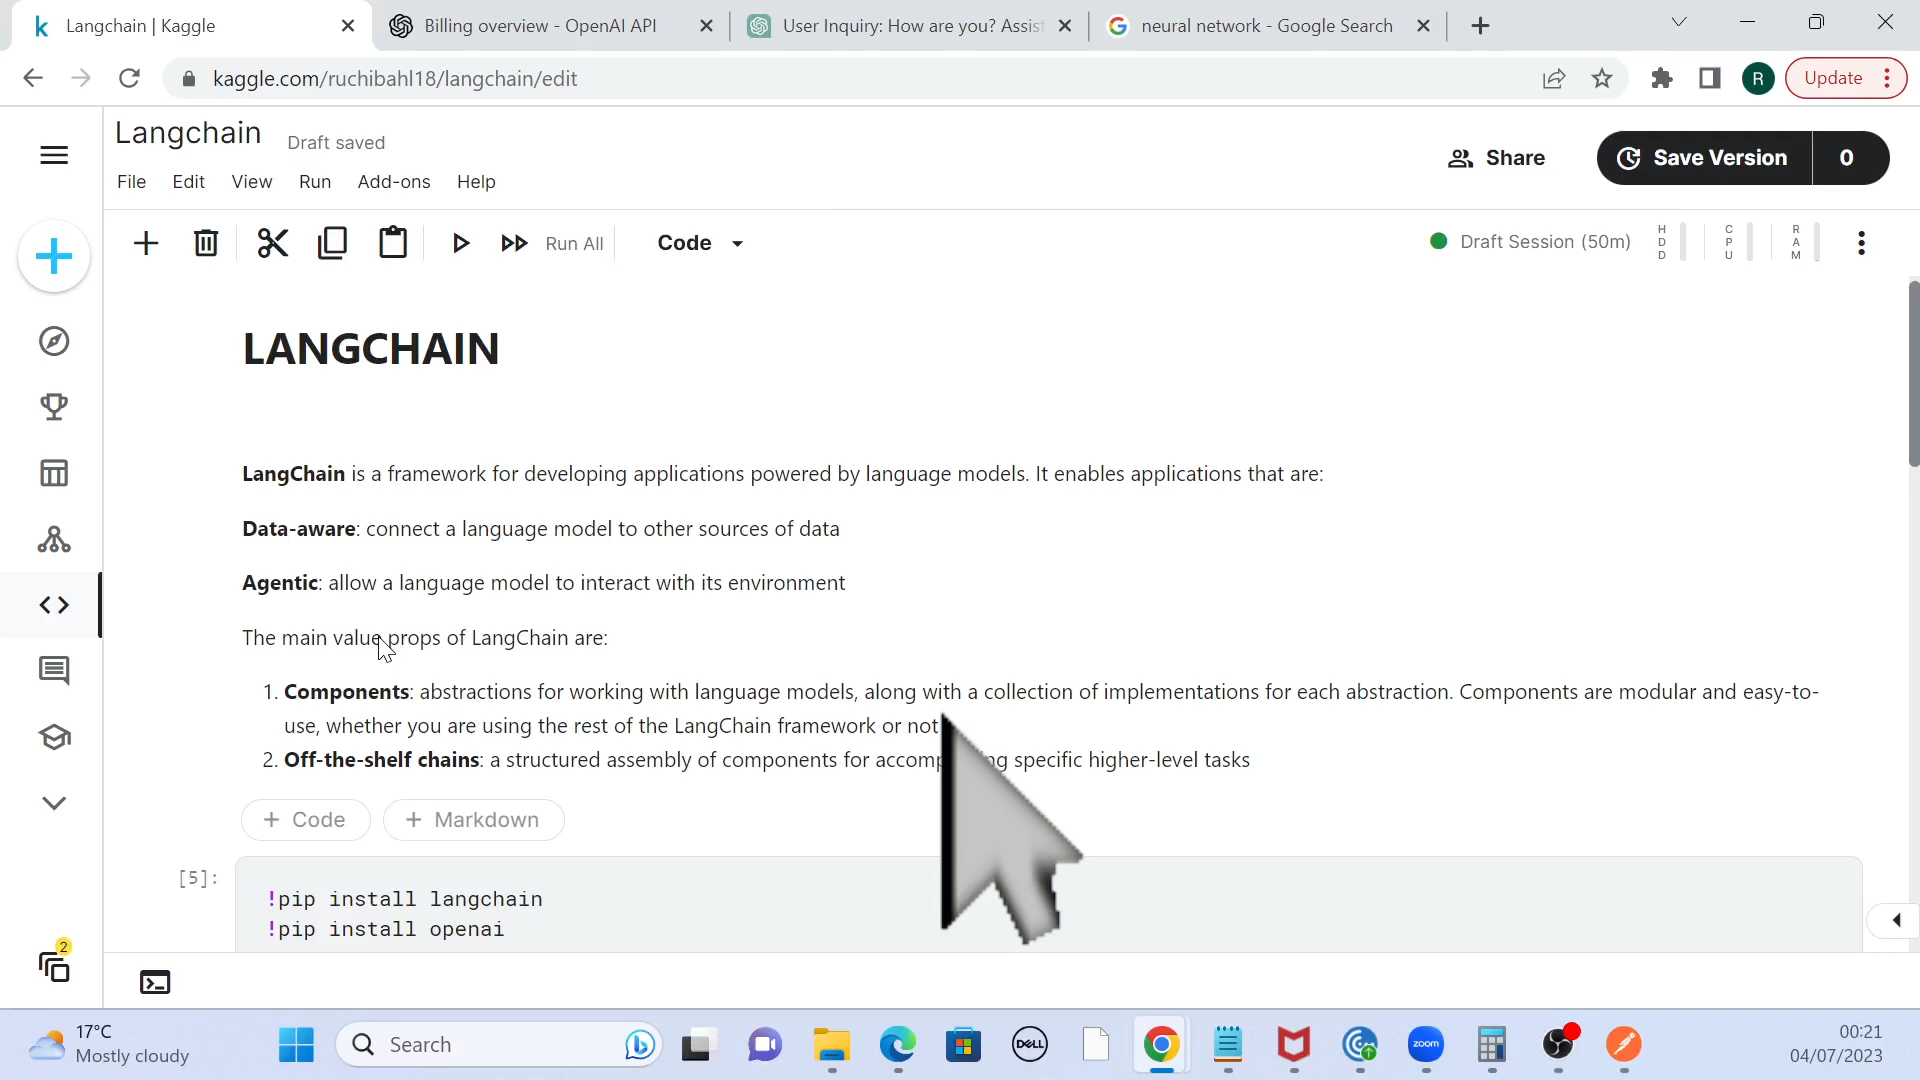 Langchain | Kaggle
Billing overview - OpenAI API
User Inquiry: How are you? Assist
neural network - Google Search
kaggle.com/ruchibahl18/langchain/edit
R
Update
Langchain
Draft saved
File Edit View Run Add-ons Help
Share
Save Version
0
Run All
Code
Draft Session (50m)
HDD
CPU
RAM
LANGCHAIN
LangChain is a framework for developing applications powered by language models. It enables applications that are:
Data-aware: connect a language model to other sources of data
Agentic: allow a language model to interact with its environment
The main value props of LangChain are:
1. Components: abstractions for working with language models, along with a collection of implementations for each abstraction. Components are modular and easy-to-
use, whether you are using the rest of the LangChain framework or not
2. Off-the-shelf chains: a structured assembly of components for specific higher-level tasks
+ Code
+ Markdown
[5]:
!pip install langchain
!pip install openai
2
17°C
Mostly cloudy
Search
DELL
zoom
00:21
04/07/2023